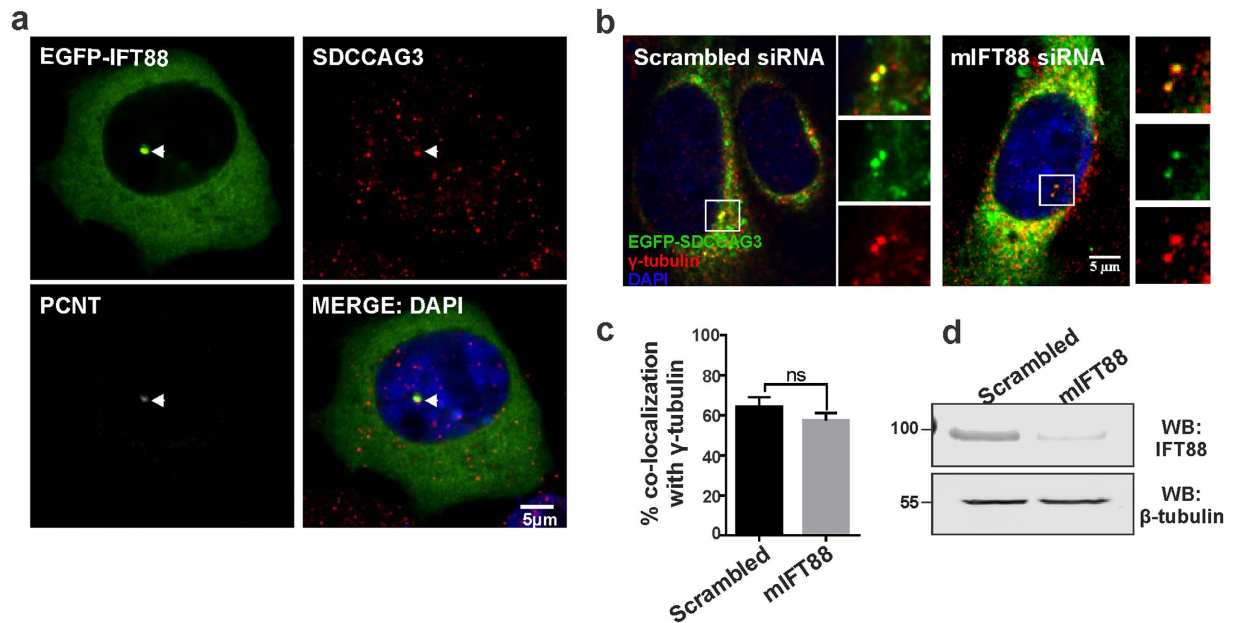 a
EGFP-IFT88
SDCCAG3
PCNT
MERGE: DAPI
5μm
b
Scrambled siRNA
mIFT88 siRNA
EGFP-SDCCAG3
γ-tubulin
DAPI
5 μm
c
% co-localization
with γ-tubulin
100
80
60
40
20
0
ns
Scrambled
mIFT88
d
Scrambled
mIFT88
100
WB:
IFT88
55
WB:
β-tubulin